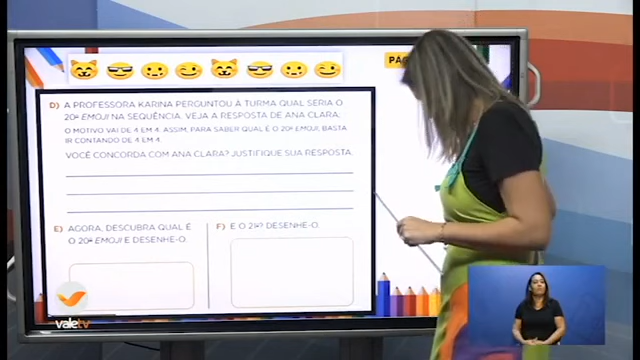 PÁG
D) A PROFESSORA KARINA PERGUNTOU À TURMA QUAL SERIA O
20º EMOJI NA SEQUÊNCIA. VEJA A RESPOSTA DE ANA CLARA:
O MOTIVO VAI DE 4 EM 4. ASSIM, PARA SABER QUAL É O 20º EMOJI, BASTA
IR CONTANDO DE 4 EM 4.
VOCÊ CONCORDA COM ANA CLARA? JUSTIFIQUE SUA RESPOSTA.
E) AGORA, DESCUBRA QUAL É
O 20º EMOJI E DESENHE-O.
F) E O 21º? DESENHE-O.
valetv